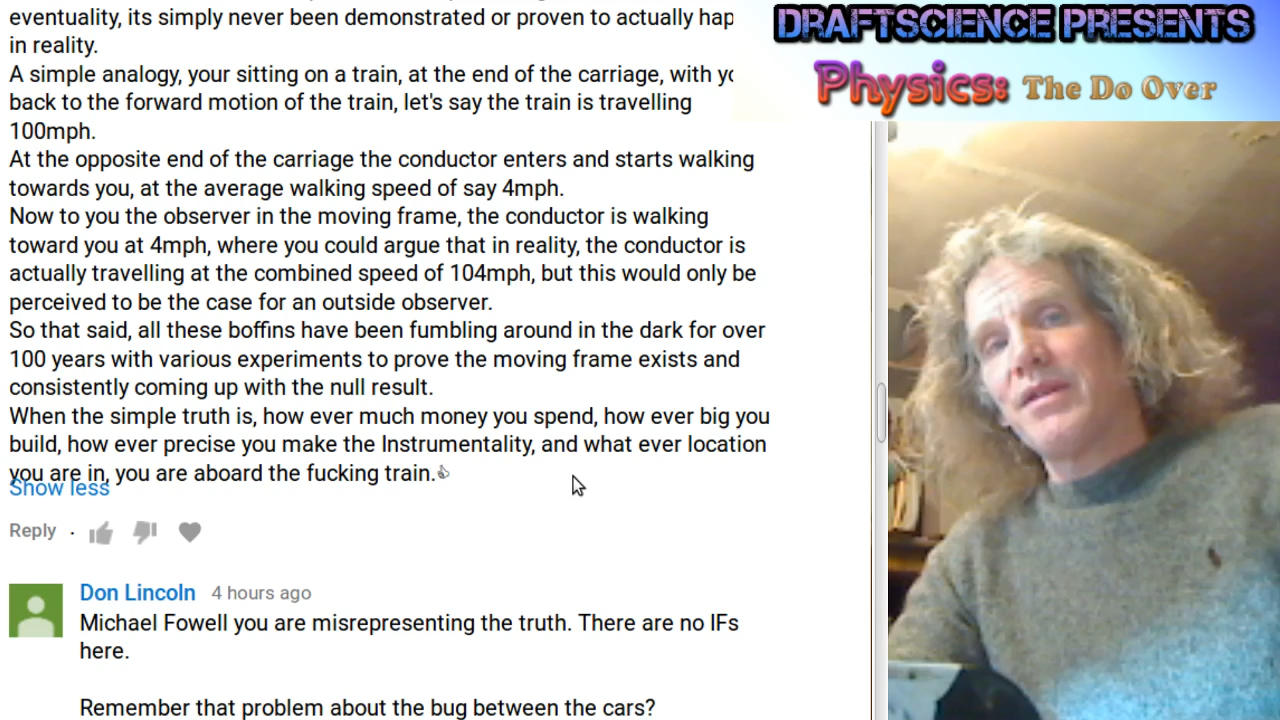 eventuality, its simply never been demonstrated or proven to actually hap
in reality.
A simple analogy, your sitting on a train, at the end of the carriage, with yo
back to the forward motion of the train, let's say the train is travelling
100mph.
At the opposite end of the carriage the conductor enters and starts walking
towards you, at the average walking speed of say 4mph.
Now to you the observer in the moving frame, the conductor is walking
toward you at 4mph, where you could argue that in reality, the conductor is
actually travelling at the combined speed of 104mph, but this would only be
perceived to be the case for an outside observer.
So that said, all these boffins have been fumbling around in the dark for over
100 years with various experiments to prove the moving frame exists and
consistently coming up with the null result.
When the simple truth is, how ever much money you spend, how ever big you
build, how ever precise you make the Instrumentality, and what ever location
you are in, you are aboard the fucking train.
Show less
Reply ·
Don Lincoln 4 hours ago
Michael Fowell you are misrepresenting the truth. There are no IFs
here.
Remember that problem about the bug between the cars?
DRAFTSCIENCE PRESENTS
Physics: The Do Over